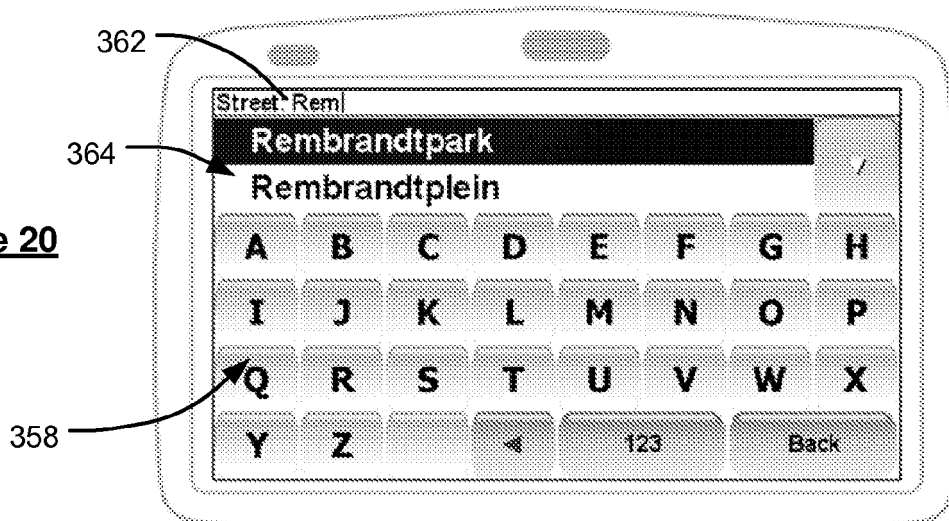 362
Street: Rem
Rembrandtpark
364
Rembrandtplein
/
e 20
A B C D E F G H
I J K L M N O P
358
Q R S T U V W X
Y Z ◄ 123 Back